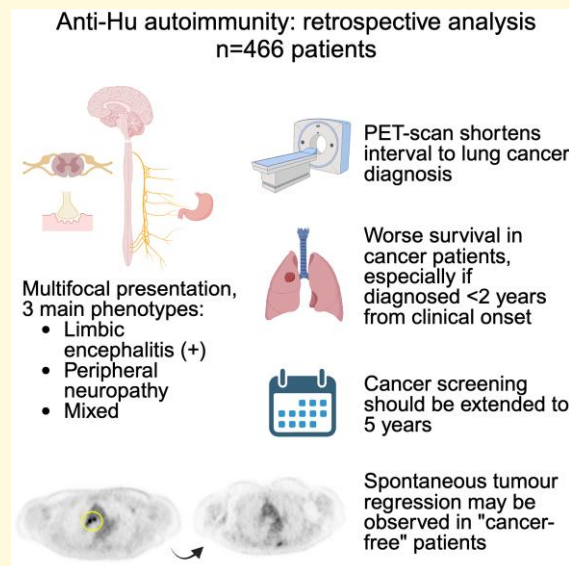 Anti-Hu autoimmunity: retrospective analysis
n=466 patients
PET-scan shortens
interval to lung cancer
diagnosis
Worse survival in
cancer patients,
especially if
diagnosed <2 years
from clinical onset
Multifocal presentation,
3 main phenotypes:
• Limbic
encephalitis (+)
• Peripheral
neuropathy
• Mixed
Cancer screening
should be extended to
5 years
Spontaneous tumour
regression may be
observed in "cancer-
free" patients